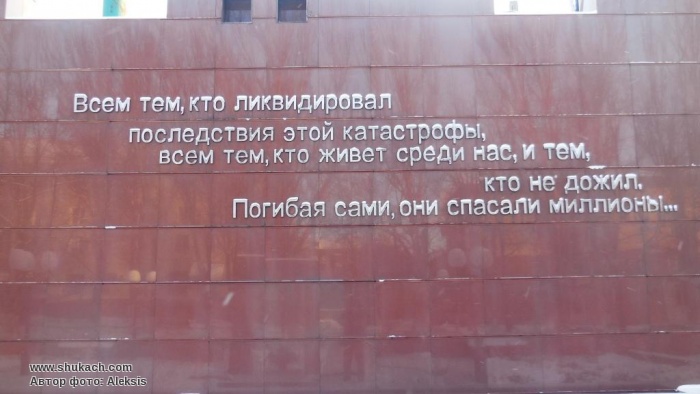 Всем тем, кто ликвидировал
последствия этой катастрофы,
всем тем, кто живет среди нас, и тем,
кто не дожил.
Погибая сами, они спасали миллионы...
www.shukach.com
Автор фото: Aleksis